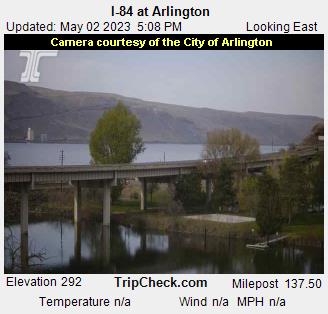 I-84 at Arlington
Updated: May 02 2023 5:08 PM Looking East
Camera courtesy of the City of Arlington
Elevation 292 TripCheck.com Milepost 137.50
Temperature n/a Wind n/a MPH n/a